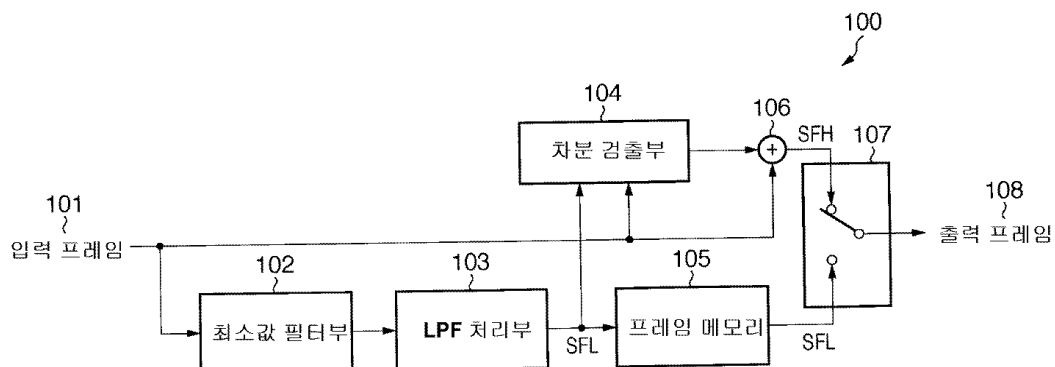 100
104
106
차분 검출부
+
SFH
107
101
입력 프레임
108
출력 프레임
102
103
105
최소값 필터부
LPF 처리부
SFL
프레임 메모리
SFL